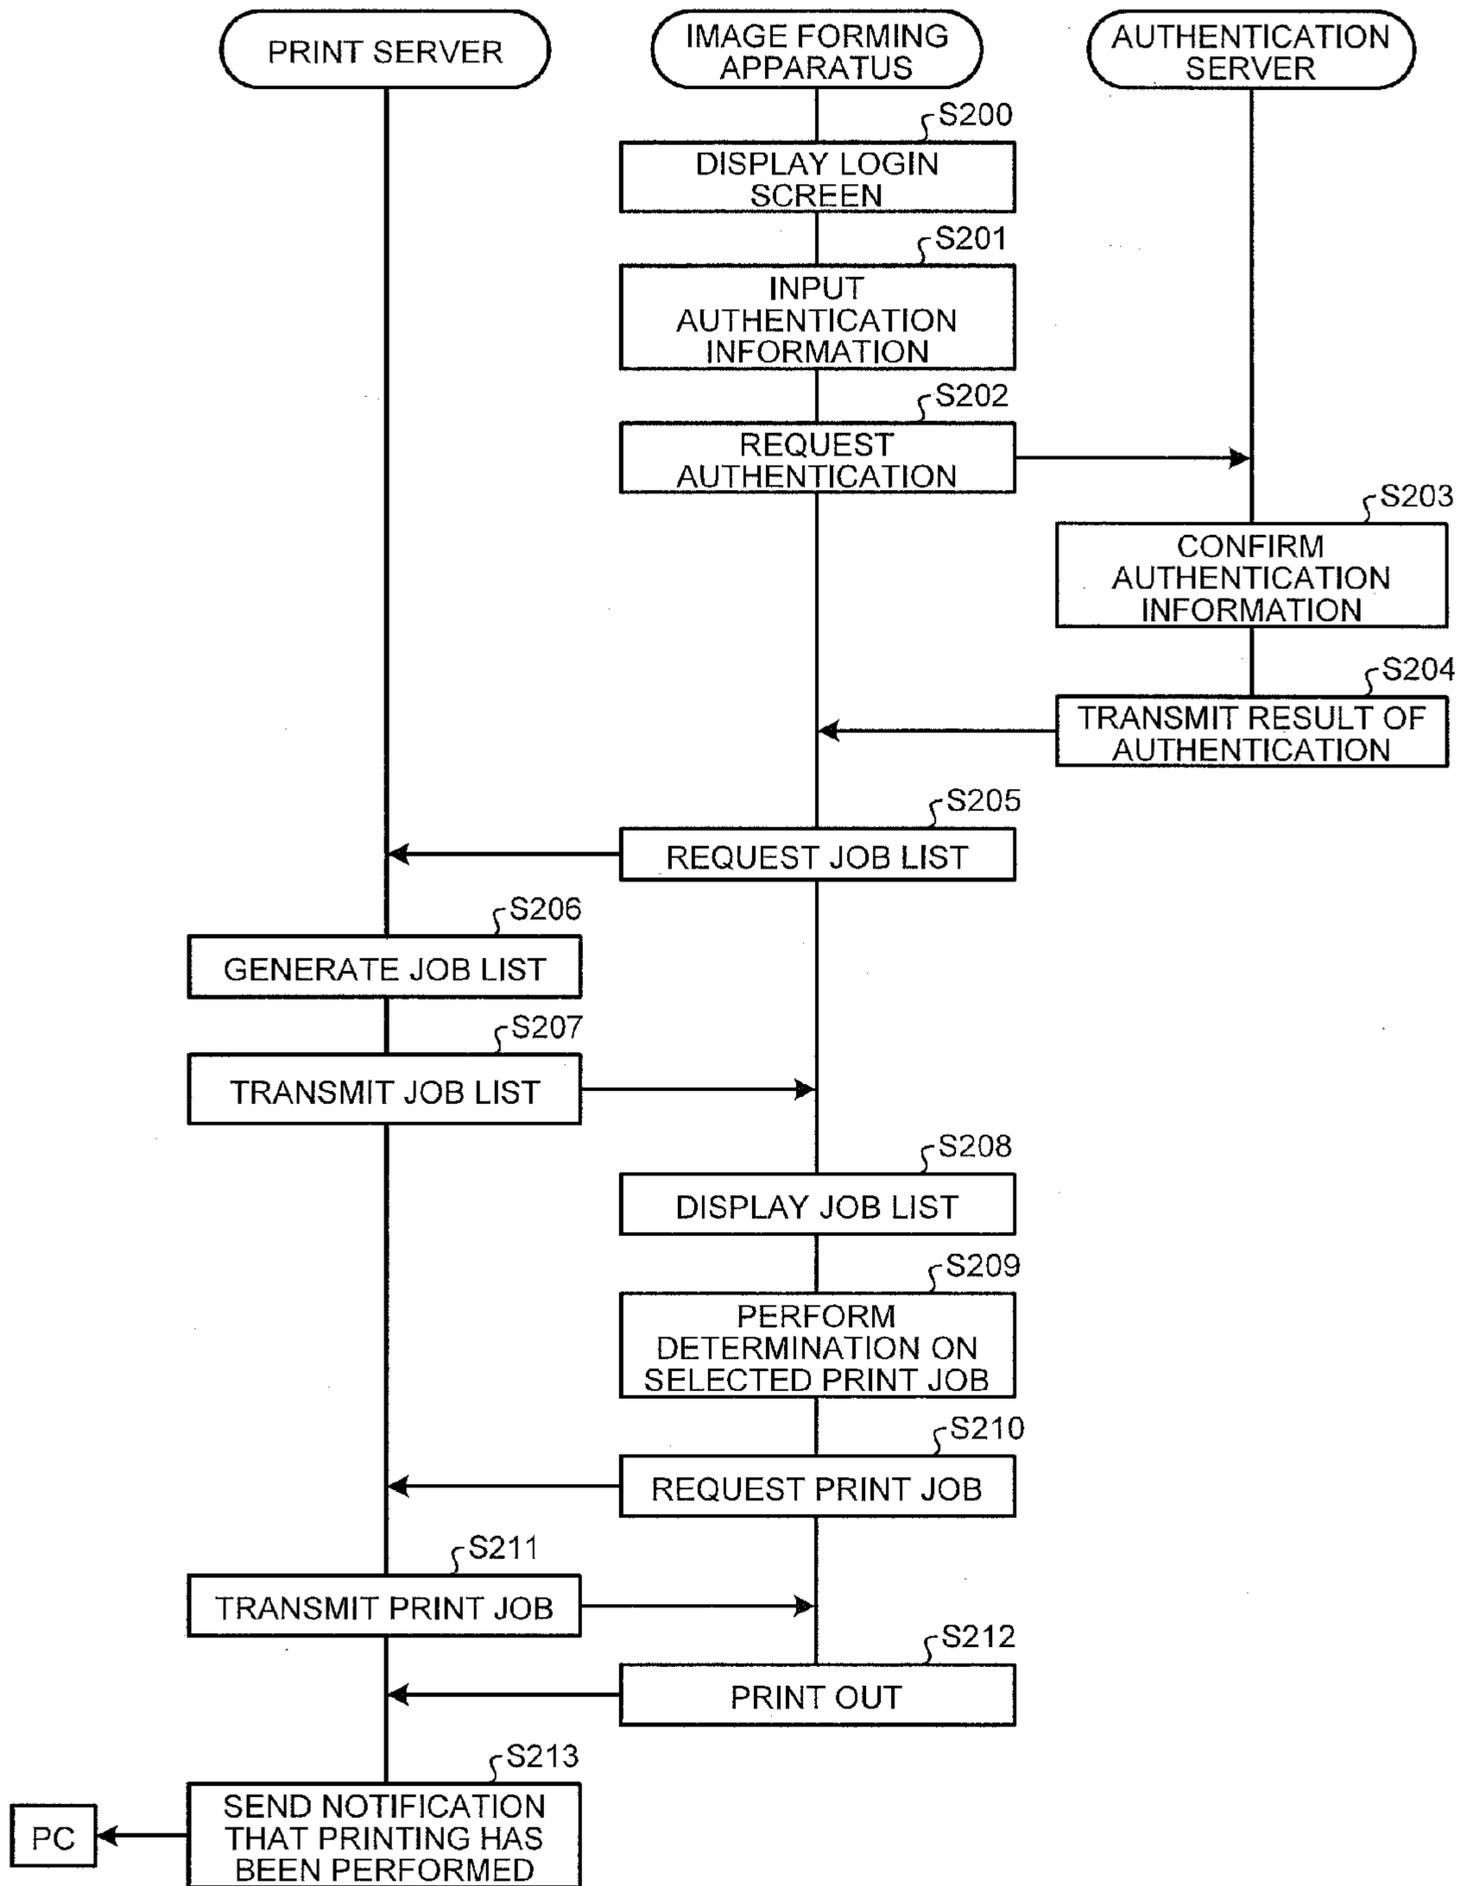 PRINT SERVER
IMAGE FORMING
APPARATUS
AUTHENTICATION
SERVER
S200
DISPLAY LOGIN
SCREEN
S201
INPUT
AUTHENTICATION
INFORMATION
S202
REQUEST
AUTHENTICATION
S203
CONFIRM
AUTHENTICATION
INFORMATION
S204
TRANSMIT RESULT OF
AUTHENTICATION
S205
REQUEST JOB LIST
S206
GENERATE JOB LIST
S207
TRANSMIT JOB LIST
S208
DISPLAY JOB LIST
S209
PERFORM
DETERMINATION ON
SELECTED PRINT JOB
S210
REQUEST PRINT JOB
S211
TRANSMIT PRINT JOB
S212
PRINT OUT
S213
SEND NOTIFICATION
THAT PRINTING HAS
BEEN PERFORMED
PC